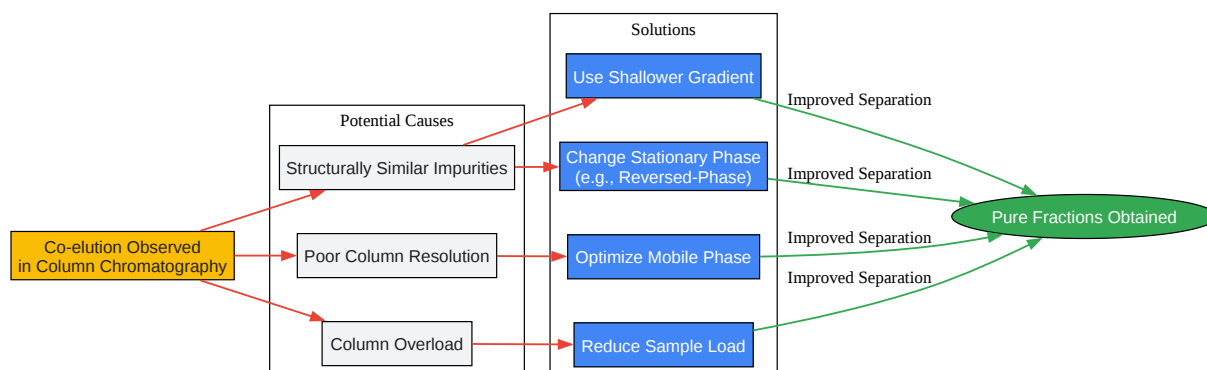 Co-elution Observed
in Column Chromatography
Potential Causes
Structurally Similar Impurities
Poor Column Resolution
Column Overload
Solutions
Use Shallower Gradient
Change Stationary Phase
(e.g., Reversed-Phase)
Optimize Mobile Phase
Reduce Sample Load
Improved Separation
Improved Separation
Improved Separation
Improved Separation
Pure Fractions Obtained